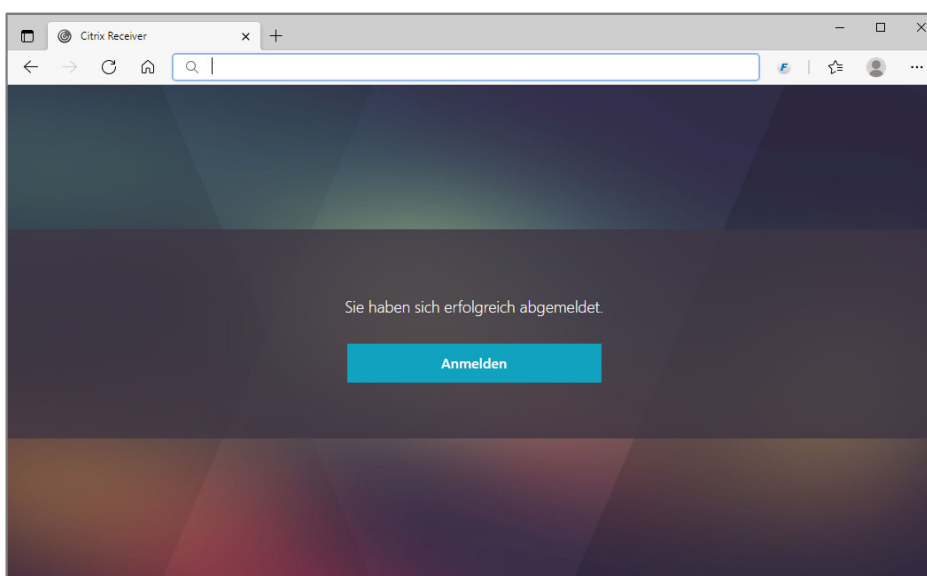 Citrix Receiver
Sie haben sich erfolgreich abgemeldet.
Anmelden